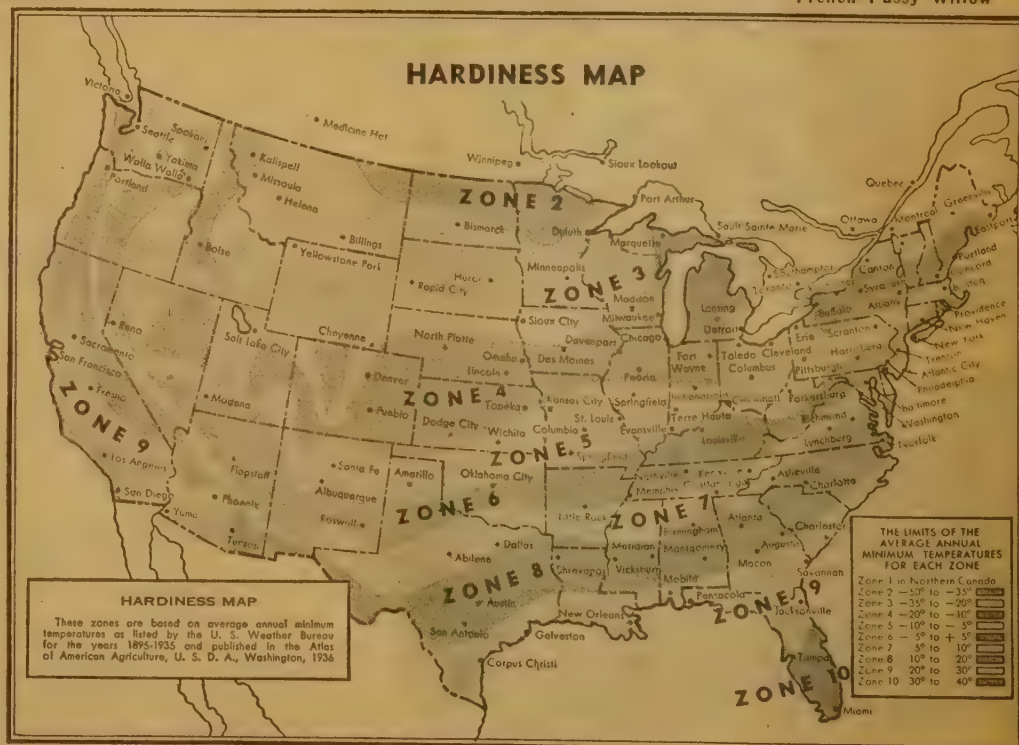 French Pussy Willow
HARDINESS MAP
Victoria
Seattle
Spokane
Yakima
Walla Walla
Portland
Kalispell
Missoula
Helena
Billings
Boise
Yellowstone Park
Medicine Hat
Winnipeg
Sioux Lookout
Port Arthur
Sault Sainte Marie
Ottawa
Quebec
Montreal
Greenville
Eastport
Portland
ZONE 2
Bismarck
Duluth
Marquette
Minneapolis
ZONE 3
Huron
Rapid City
Madison
Milwaukee
Lansing
Detroit
Southampton
Canton
Buffalo
Albany
Boston
Providence
New Haven
New York
Trenton
Atlantic City
Philadelphia
Baltimore
Washington
Norfolk
Reno
Sacramento
San Francisco
Fresno
ZONE 9
Los Angeles
San Diego
Yuma
Salt Lake City
Modena
Cheyenne
Denver
Pueblo
North Platte
Sioux City
Omaha
Lincoln
Des Moines
Davenport
Chicago
Peoria
Fort Wayne
Toledo
Cleveland
Columbus
Erie
Scranton
Harrisburg
Pittsburgh
Parkersburg
ZONE 4
Topeka
Dodge City
Wichita
Kansas City
Columbia
St. Louis
Springfield
Evansville
Terre Haute
Indianapolis
Cincinnati
Louisville
Richmond
Lynchburg
ZONE 5
Springfield
Flagstaff
Phoenix
Tucson
Santa Fe
Albuquerque
Roswell
Amarillo
Oklahoma City
ZONE 6
Little Rock
Memphis
Nashville
Asheville
Charlotte
ZONE 7
Birmingham
Atlanta
Augusta
Charleston
Macon
Savannah
Dallas
Abilene
ZONE 8
Austin
San Antonio
Shreveport
Vicksburg
Meridian
Montgomery
Mobile
Pensacola
New Orleans
Galveston
Corpus Christi
ZONE 9
Jacksonville
Tampa
ZONE 10
Miami
HARDINESS MAP
These zones are based on average annual minimum
temperatures as listed by the U. S. Weather Bureau
for the years 1895-1935 and published in the Atlas
of American Agriculture, U. S. D. A., Washington, 1936
THE LIMITS OF THE
AVERAGE ANNUAL
MINIMUM TEMPERATURES
FOR EACH ZONE
Zone 1 in Northern Canada
Zone 2 -50° to -35°
Zone 3 -35° to -20°
Zone 4 -20° to -10°
Zone 5 -10° to -5°
Zone 6 -5° to +5°
Zone 7 5° to 10°
Zone 8 10° to 20°
Zone 9 20° to 30°
Zone 10 30° to 40°